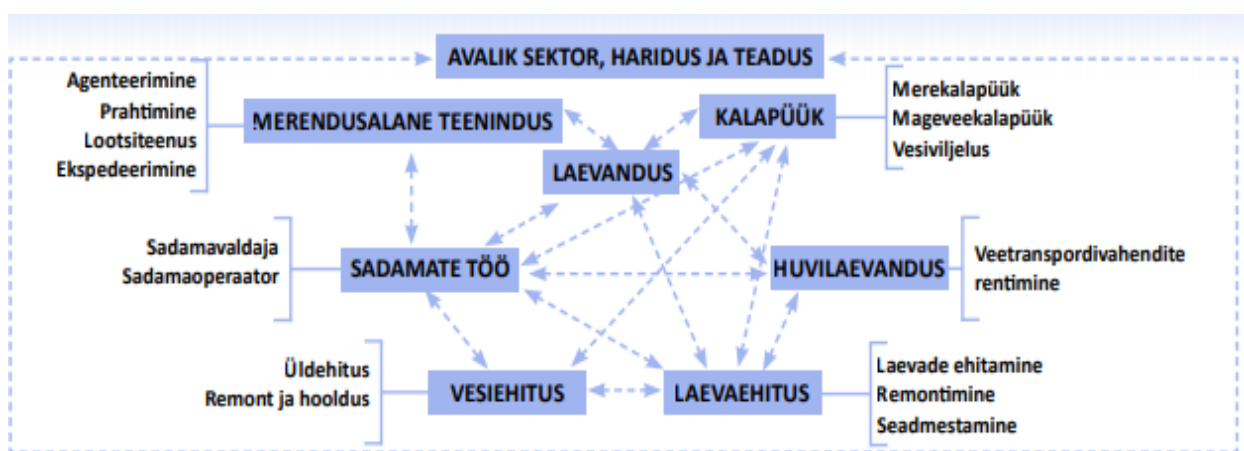 AVALIK SEKTOR, HARIDUS JA TEADUS
Agenteerimine
Prahtimine
Lootsiteenus
Ekspedeerimine
MERENDUSALANE TEENINDUS
KALAPÜÜK
Merekalapüük
Mageveekalapüük
Vesiviljelus
LAEVANDUS
Sadamavaldaja
Sadamaoperaator
SADAMATE TÖÖ
HUVILAEVANDUS
Veetranspordivahendite
rentimine
Üldehitus
Remont ja hooldus
VESIEHITUS
LAEVAEHITUS
Laevade ehitamine
Remontimine
Seadmestamine